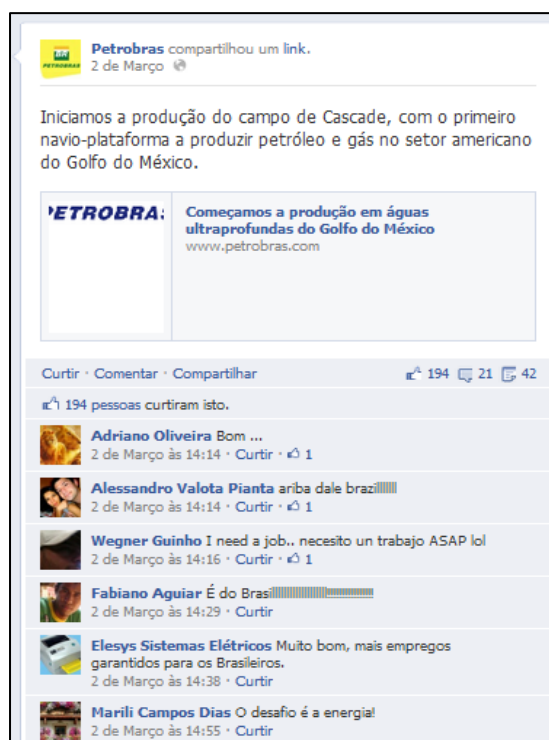 BR
PETROBRAS
Petrobras compartilhou um link.
2 de Março
Iniciamos a produção do campo de Cascade, com o primeiro
navio-plataforma a produzir petróleo e gás no setor americano
do Golfo do México.
PETROBRAS
Começamos a produção em águas
ultraprofundas do Golfo do México
www.petrobras.com
Curtir · Comentar · Compartilhar 194 21 42
194 pessoas curtiram isto.
Adriano Oliveira Bom ...
2 de Março às 14:14 · Curtir · 1
Alessandro Valota Pianta ariba dale brazilllllll
2 de Março às 14:14 · Curtir · 1
Wegner Guinho I need a job.. necesito un trabajo ASAP lol
2 de Março às 14:16 · Curtir · 1
Fabiano Aguiar É do Brasilllllllllllllllllll!!!!!!!!!!!!!!
2 de Março às 14:29 · Curtir
Elesys Sistemas Elétricos Muito bom, mais empregos
garantidos para os Brasileiros.
2 de Março às 14:38 · Curtir
Marili Campos Dias O desafio é a energia!
2 de Março às 14:55 · Curtir